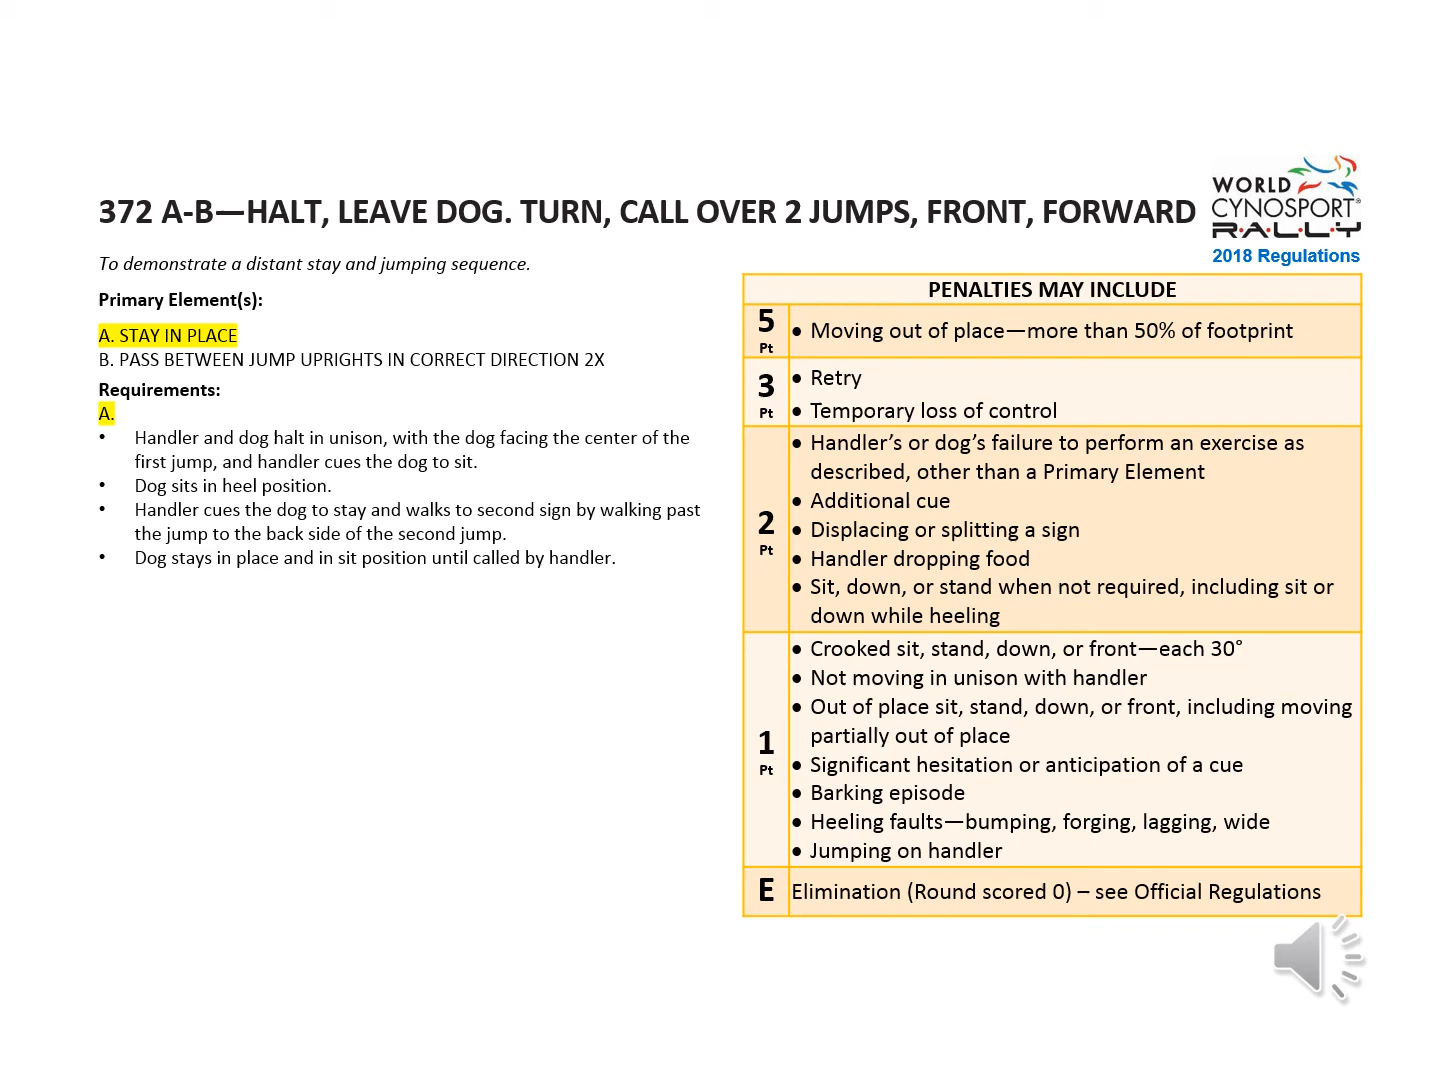 372 A-B—HALT, LEAVE DOG. TURN, CALL OVER 2 JUMPS, FRONT, FORWARD
WORLD
CYNOSPORT®
R.A.L.L.Y
2018 Regulations
To demonstrate a distant stay and jumping sequence.
Primary Element(s):
A. STAY IN PLACE
B. PASS BETWEEN JUMP UPRIGHTS IN CORRECT DIRECTION 2X
Requirements:
A.
• Handler and dog halt in unison, with the dog facing the center of the
first jump, and handler cues the dog to sit.
• Dog sits in heel position.
• Handler cues the dog to stay and walks to second sign by walking past
the jump to the back side of the second jump.
• Dog stays in place and in sit position until called by handler.
PENALTIES MAY INCLUDE
5 Pt
• Moving out of place—more than 50% of footprint
3 Pt
• Retry
• Temporary loss of control
2 Pt
• Handler’s or dog’s failure to perform an exercise as
described, other than a Primary Element
• Additional cue
• Displacing or splitting a sign
• Handler dropping food
• Sit, down, or stand when not required, including sit or
down while heeling
1 Pt
• Crooked sit, stand, down, or front—each 30°
• Not moving in unison with handler
• Out of place sit, stand, down, or front, including moving
partially out of place
• Significant hesitation or anticipation of a cue
• Barking episode
• Heeling faults—bumping, forging, lagging, wide
• Jumping on handler
E
Elimination (Round scored 0) – see Official Regulations